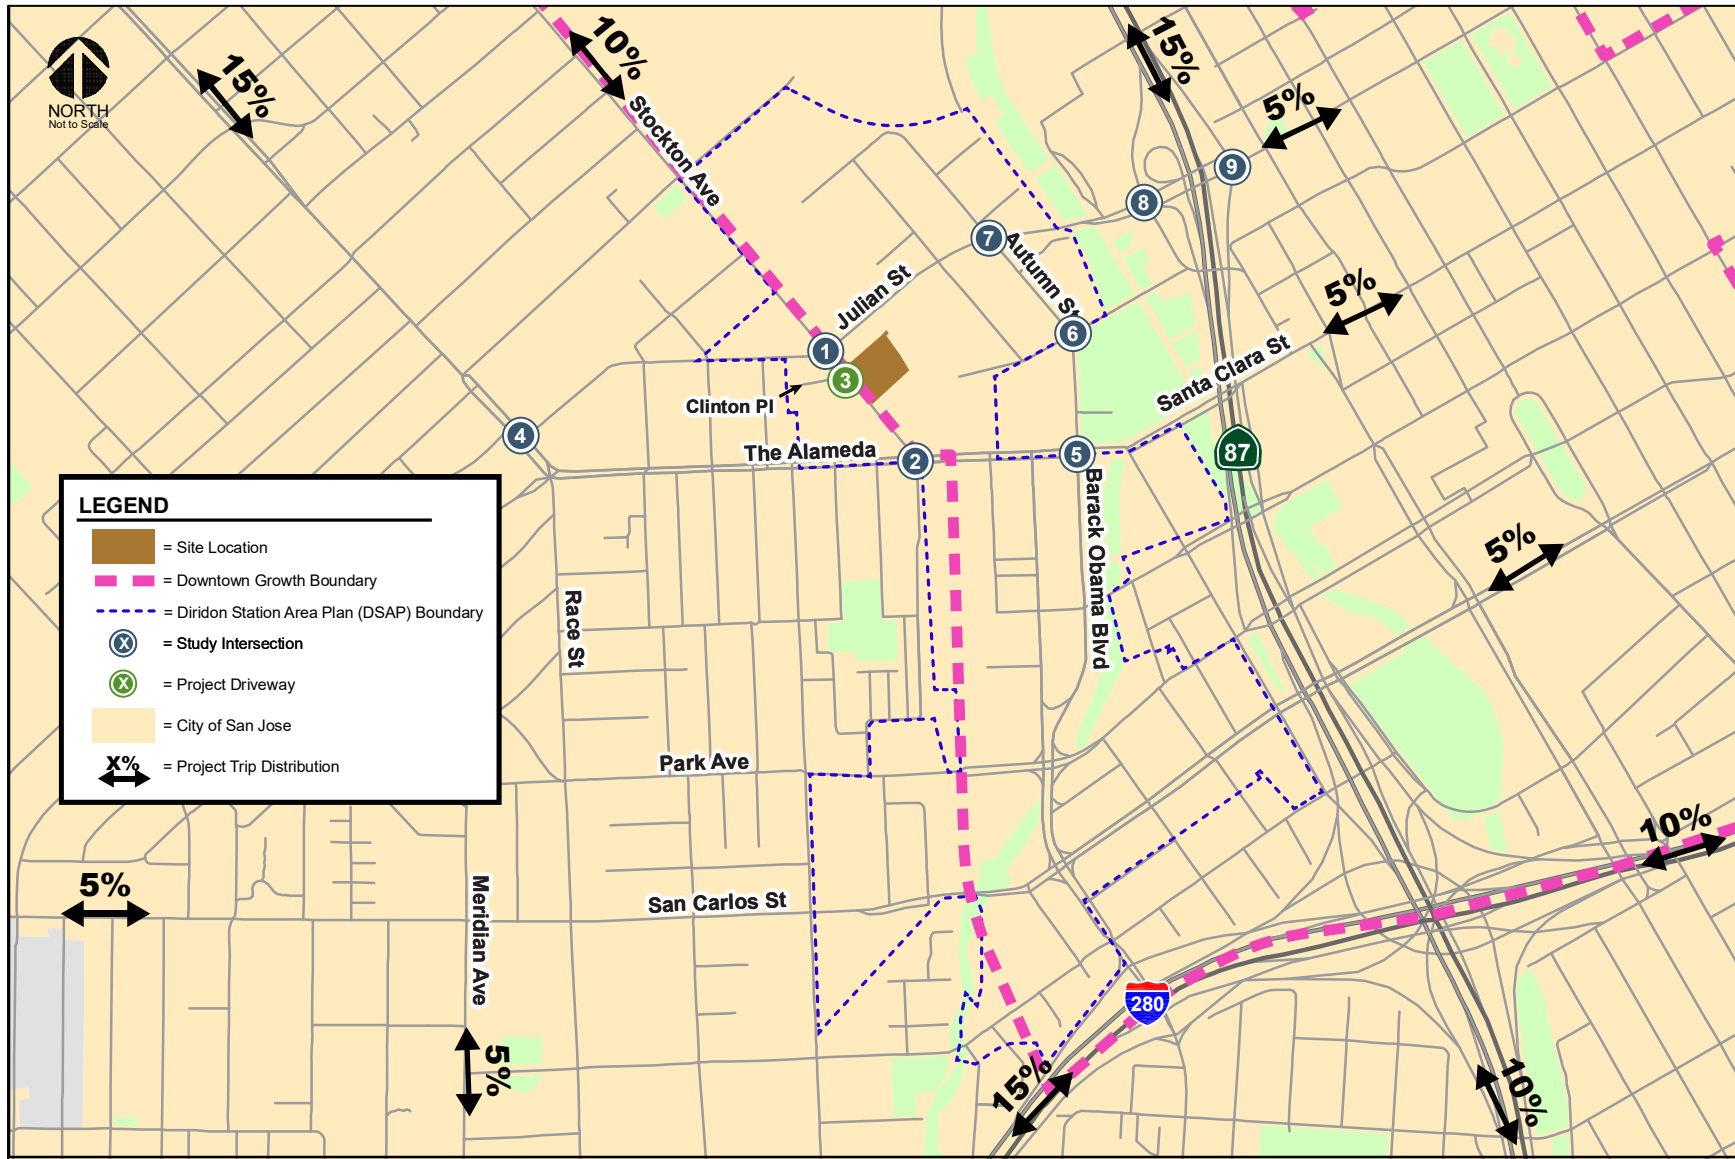 NORTH
Not to Scale
15%
10%
15%
5%
Stockton Ave
9
8
7
Autumn St
Julian St
5%
6
1
3
Santa Clara St
Clinton Pl
4
The Alameda
2
5
87
Barack Obama Blvd
5%
LEGEND
= Site Location
= Downtown Growth Boundary
= Diridon Station Area Plan (DSAP) Boundary
X = Study Intersection
X = Project Driveway
= City of San Jose
X% = Project Trip Distribution
Race St
Park Ave
10%
5%
Meridian Ave
San Carlos St
280
5%
15%
10%